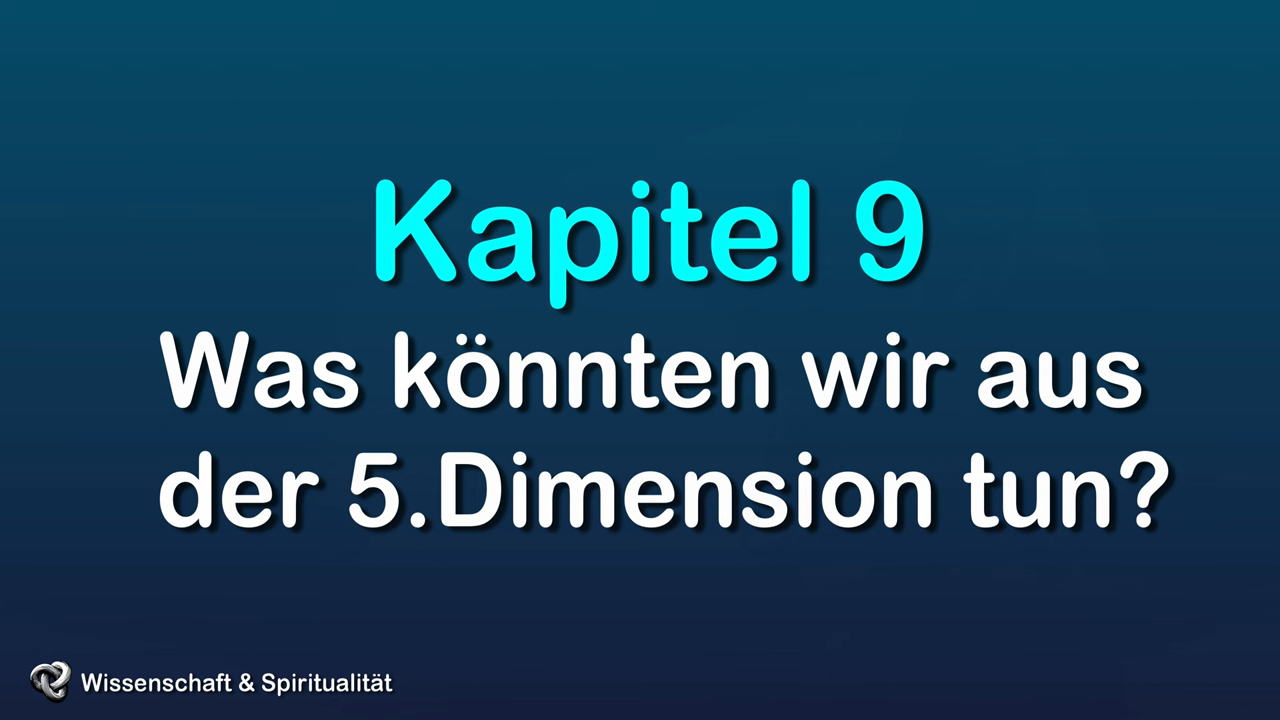 Kapitel 9
Was könnten wir aus
der 5.Dimension tun?
Wissenschaft & Spiritualität